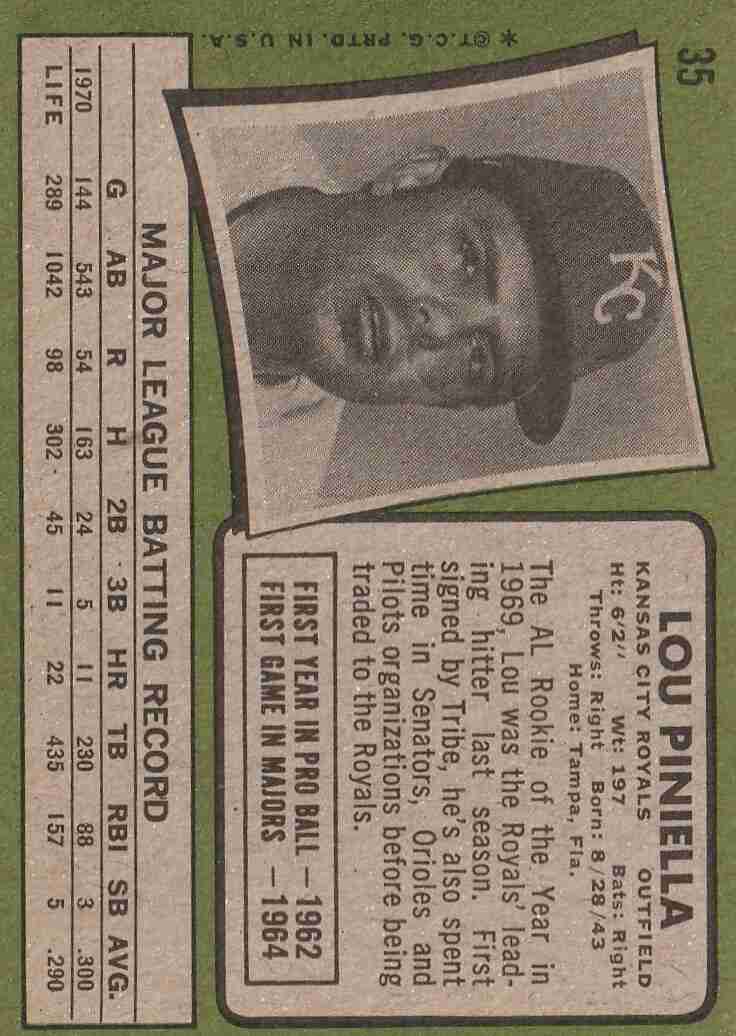 35
KC
LOU PINIELLA
KANSAS CITY ROYALS OUTFIELD
Ht: 6'2" Wt: 197 Bats: Right
Throws: Right Born: 8/28/43
Home: Tampa, Fla.
The AL Rookie of the Year in
1969, Lou was the Royals' lead-
ing hitter last season. First
signed by Tribe, he's also spent
time in Senators, Orioles and
Pilots organizations before being
traded to the Royals.
FIRST YEAR IN PRO BALL — 1962
FIRST GAME IN MAJORS — 1964
*©T.C.G. PRTD. IN U.S.A.
MAJOR LEAGUE BATTING RECORD
G AB R H 2B 3B HR TB RBI SB AVG.
1970 144 543 54 163 24 5 11 230 88 3 .300
LIFE 289 1042 98 302 45 11 22 435 157 5 .290